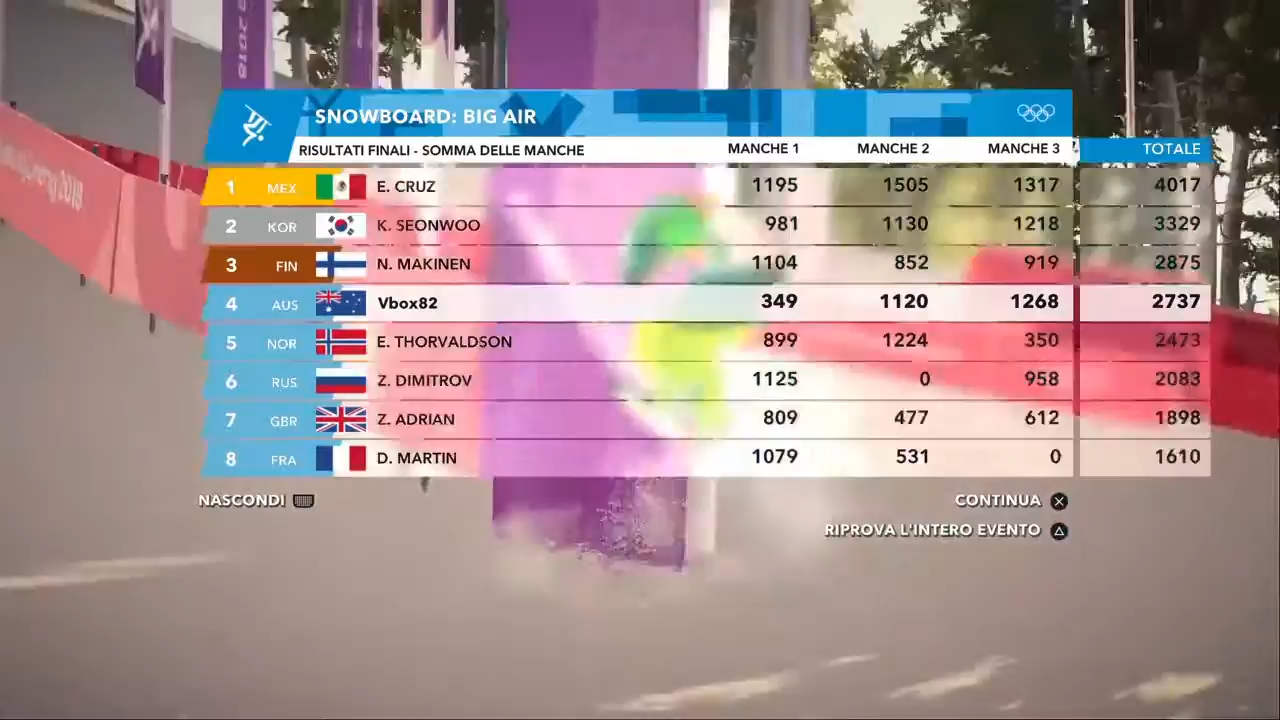 2018
SNOWBOARD: BIG AIR
RISULTATI FINALI - SOMMA DELLE MANCHE MANCHE 1 MANCHE 2 MANCHE 3 TOTALE
1 MEX E. CRUZ 1195 1505 1317 4017
2 KOR K. SEONWOO 981 1130 1218 3329
3 FIN N. MAKINEN 1104 852 919 2875
4 AUS Vbox82 349 1120 1268 2737
5 NOR E. THORVALDSON 899 1224 350 2473
6 RUS Z. DIMITROV 1125 0 958 2083
7 GBR Z. ADRIAN 809 477 612 1898
8 FRA D. MARTIN 1079 531 0 1610
NASCONDI CONTINUA
RIPROVA L'INTERO EVENTO